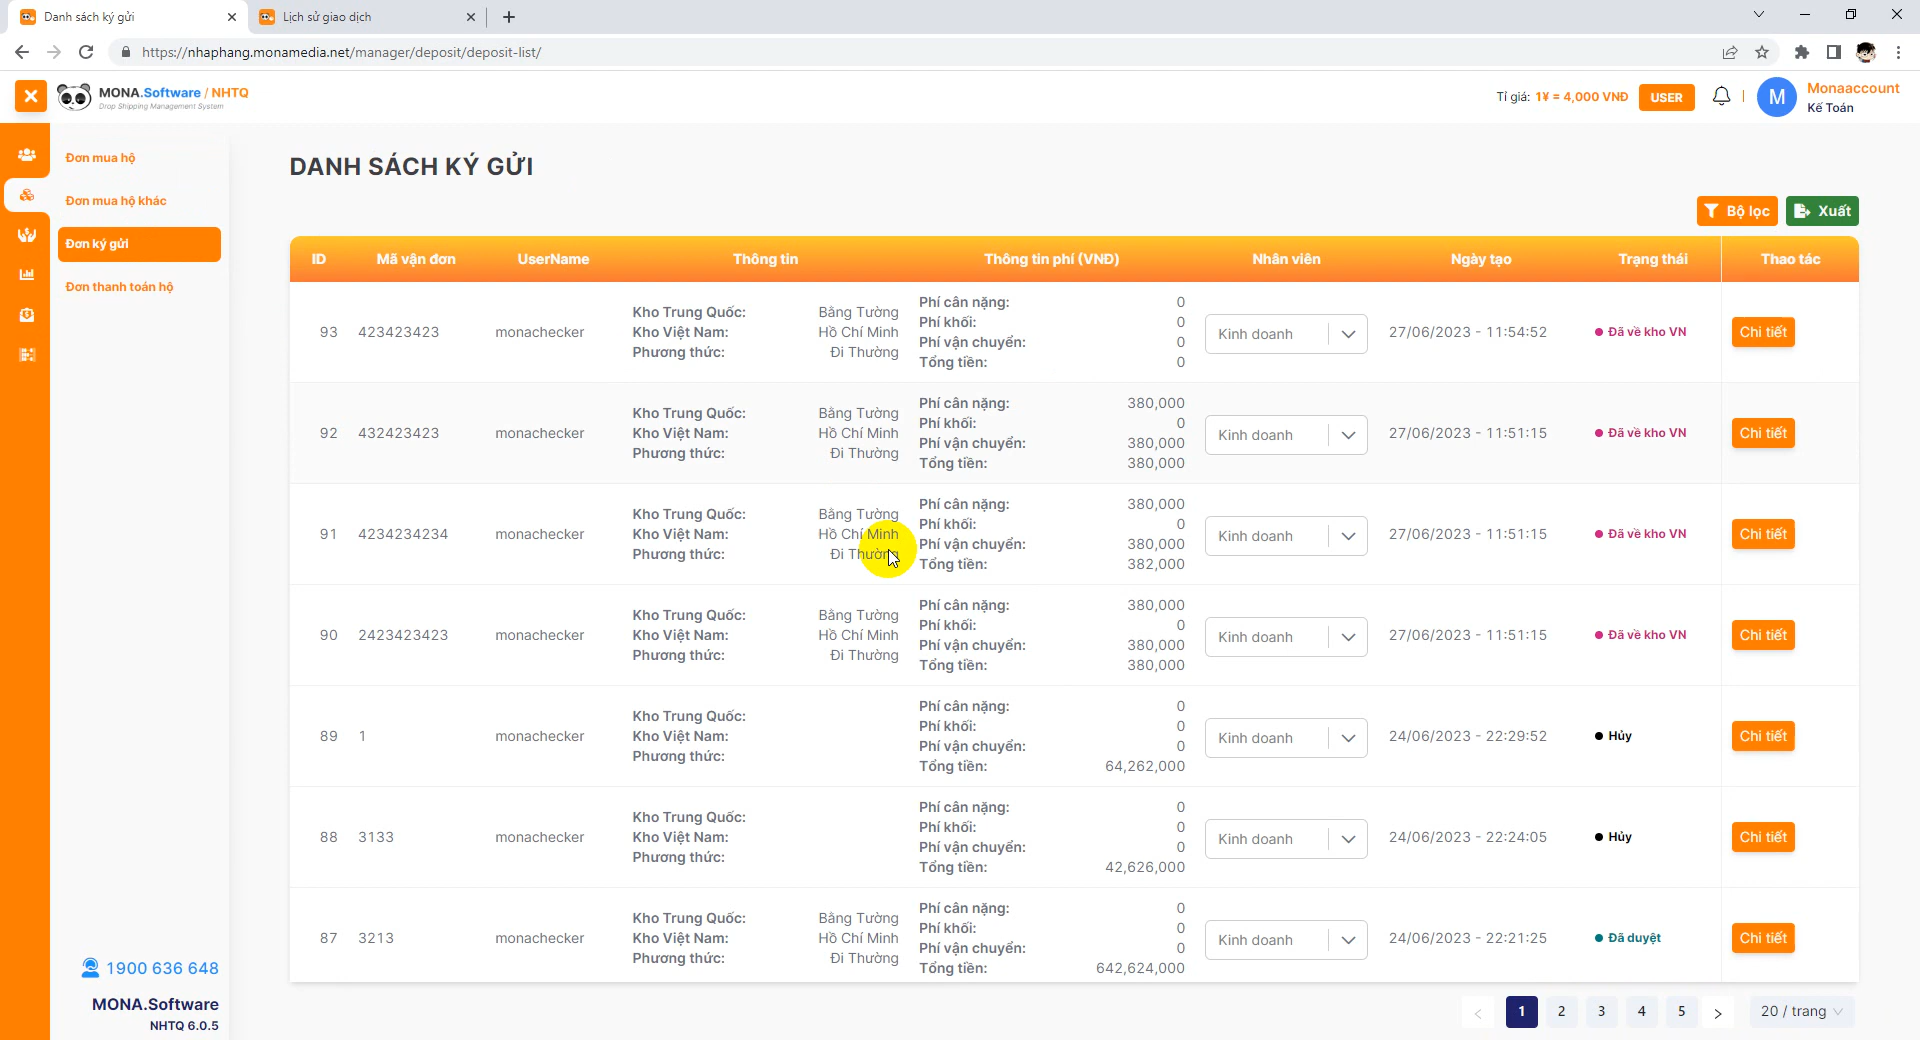 Danh sách ký gửi
Lịch sử giao dịch
https://nhaphang.monamedia.net/manager/deposit/deposit-list/
MONA.Software / NHTQ
Drop Shipping Management System
Tỉ giá: 1¥ = 4,000 VNĐ
USER
M
Monaaccount
Kế Toán
Đơn mua hộ
Đơn mua hộ khác
Đơn ký gửi
Đơn thanh toán hộ
1900 636 648
MONA.Software
NHTQ 6.0.5
DANH SÁCH KÝ GỬI
Bộ lọc
Xuất
ID Mã vận đơn UserName Thông tin Thông tin phí (VNĐ) Nhân viên Ngày tạo Trạng thái Thao tác
93 423423423 monachecker
Kho Trung Quốc: Bằng Tường
Kho Việt Nam: Hồ Chí Minh
Phương thức: Đi Thường
Phí cân nặng: 0
Phí khối: 0
Phí vận chuyển: 0
Tổng tiền: 0
Kinh doanh 27/06/2023 - 11:54:52 Đã về kho VN Chi tiết
92 432423423 monachecker
Kho Trung Quốc: Bằng Tường
Kho Việt Nam: Hồ Chí Minh
Phương thức: Đi Thường
Phí cân nặng: 380,000
Phí khối: 0
Phí vận chuyển: 380,000
Tổng tiền: 380,000
Kinh doanh 27/06/2023 - 11:51:15 Đã về kho VN Chi tiết
91 4234234234 monachecker
Kho Trung Quốc: Bằng Tường
Kho Việt Nam: Hồ Chí Minh
Phương thức: Đi Thường
Phí cân nặng: 380,000
Phí khối: 0
Phí vận chuyển: 380,000
Tổng tiền: 382,000
Kinh doanh 27/06/2023 - 11:51:15 Đã về kho VN Chi tiết
90 2423423423 monachecker
Kho Trung Quốc: Bằng Tường
Kho Việt Nam: Hồ Chí Minh
Phương thức: Đi Thường
Phí cân nặng: 380,000
Phí khối: 0
Phí vận chuyển: 380,000
Tổng tiền: 380,000
Kinh doanh 27/06/2023 - 11:51:15 Đã về kho VN Chi tiết
89 1 monachecker
Kho Trung Quốc:
Kho Việt Nam:
Phương thức:
Phí cân nặng: 0
Phí khối: 0
Phí vận chuyển: 0
Tổng tiền: 64,262,000
Kinh doanh 24/06/2023 - 22:29:52 Hủy Chi tiết
88 3133 monachecker
Kho Trung Quốc:
Kho Việt Nam:
Phương thức:
Phí cân nặng: 0
Phí khối: 0
Phí vận chuyển: 0
Tổng tiền: 42,626,000
Kinh doanh 24/06/2023 - 22:24:05 Hủy Chi tiết
87 3213 monachecker
Kho Trung Quốc: Bằng Tường
Kho Việt Nam: Hồ Chí Minh
Phương thức: Đi Thường
Phí cân nặng: 0
Phí khối: 0
Phí vận chuyển: 0
Tổng tiền: 642,624,000
Kinh doanh 24/06/2023 - 22:21:25 Đã duyệt Chi tiết
1 2 3 4 5 20 / trang